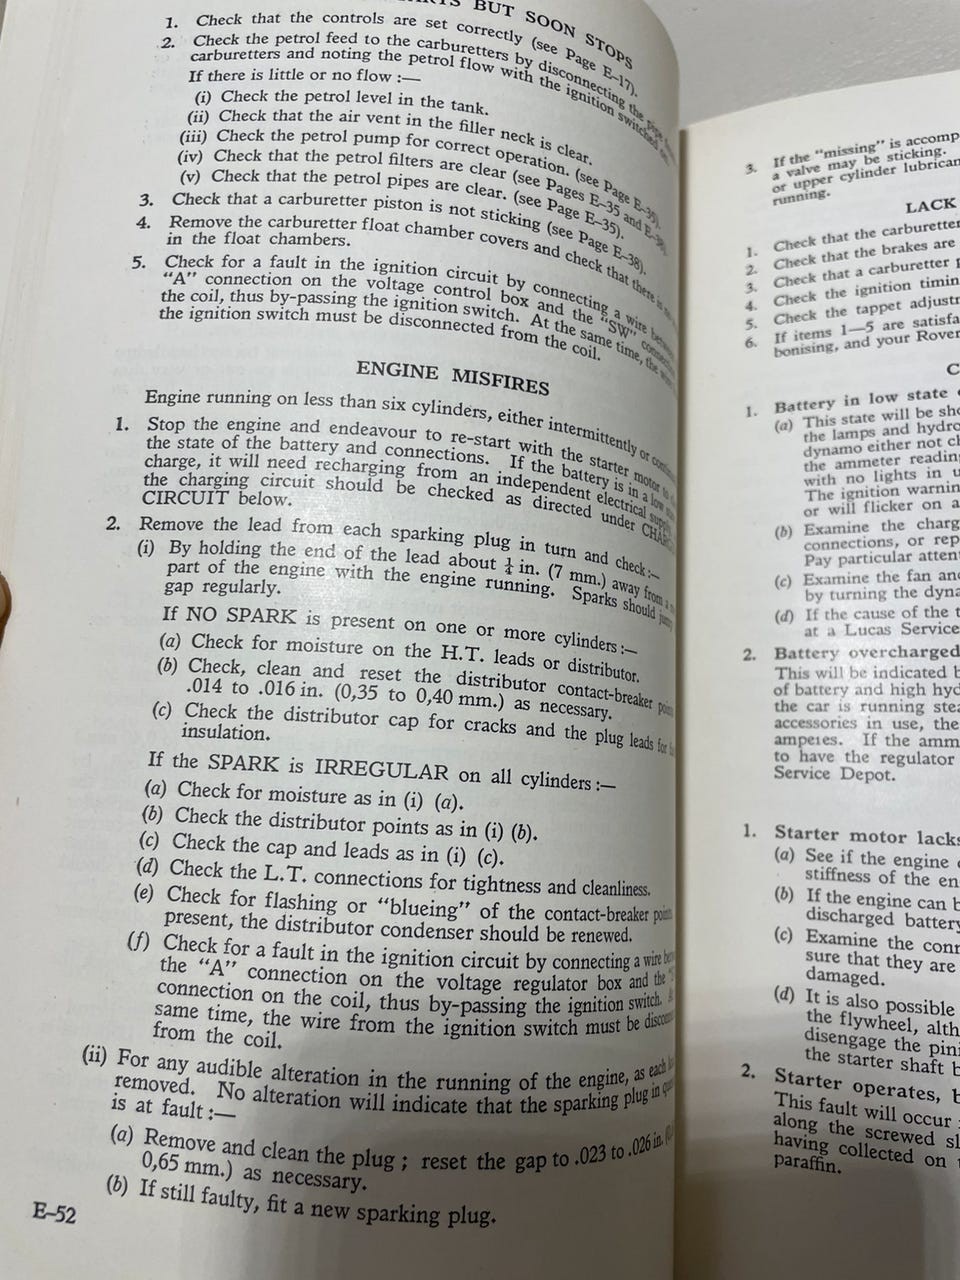 BUT SOON STOPS
1. Check that the controls are set correctly (see Page E—17).
2. Check the petrol feed to the carburetters by disconnecting the pipe
carburetters and noting the petrol flow with the ignition switched
If there is little or no flow :—
(i) Check the petrol level in the tank.
(ii) Check that the air vent in the filler neck is clear.
(iii) Check the petrol pump for correct operation. (see Page E—35).
(iv) Check that the petrol filters are clear (see Pages E—35 and
(v) Check that the petrol pipes are clear. (see Page E—35).
3. Check that a carburetter piston is not sticking (see Page E—38).
4. Remove the carburetter float chamber covers and check that there is
in the float chambers.
5. Check for a fault in the ignition circuit by connecting a wire
"A" connection on the voltage control box and the "SW"
the coil, thus by-passing the ignition switch. At the same time, the
the ignition switch must be disconnected from the coil.
ENGINE MISFIRES
Engine running on less than six cylinders, either intermittently or
1. Stop the engine and endeavour to re-start with the starter motor to
the state of the battery and connections. If the battery is in a low
charge, it will need recharging from an independent electrical supply
the charging circuit should be checked as directed under
CIRCUIT below.
2. Remove the lead from each sparking plug in turn and check :—
(i) By holding the end of the lead about ¼ in. (7 mm.) away from a
part of the engine with the engine running. Sparks should jump
gap regularly.
If NO SPARK is present on one or more cylinders :—
(a) Check for moisture on the H.T. leads or distributor.
(b) Check, clean and reset the distributor contact-breaker
.014 to .016 in. (0,35 to 0,40 mm.) as necessary.
(c) Check the distributor cap for cracks and the plug leads for
insulation.
If the SPARK is IRREGULAR on all cylinders :—
(a) Check for moisture as in (i) (a).
(b) Check the distributor points as in (i) (b).
(c) Check the cap and leads as in (i) (c).
(d) Check the L.T. connections for tightness and cleanliness.
(e) Check for flashing or "blueing" of the contact-breaker
present, the distributor condenser should be renewed.
(f) Check for a fault in the ignition circuit by connecting a wire
the "A" connection on the voltage regulator box and the
connection on the coil, thus by-passing the ignition switch.
same time, the wire from the ignition switch must be
from the coil.
(ii) For any audible alteration in the running of the engine, as each
removed. No alteration will indicate that the sparking plug in
is at fault :—
(a) Remove and clean the plug ; reset the gap to .023 to .026 in.
0,65 mm.) as necessary.
(b) If still faulty, fit a new sparking plug.
E—52
3. If the "missing" is accomp
a valve may be sticking.
or upper cylinder lubrican
running.
LACK
1. Check that the carburetter
2. Check that the brakes are
3. Check that a carburetter
4. Check the ignition timin
5. Check the tappet adjustr
6. If items 1—5 are satisfa
bonising, and your Rover
C
1. Battery in low state
(a) This state will be sho
the lamps and hydro
dynamo either not ch
the ammeter reading
with no lights in u
The ignition warnin
or will flicker on a
(b) Examine the charg
connections, or rep
Pay particular atten
(c) Examine the fan and
by turning the dyna
(d) If the cause of the t
at a Lucas Service
2. Battery overcharged
This will be indicated b
of battery and high hyd
the car is running stea
accessories in use, the
amperes. If the amm
to have the regulator
Service Depot.
1. Starter motor lacks
(a) See if the engine
stiffness of the en
(b) If the engine can b
discharged battery
(c) Examine the conn
sure that they are
damaged.
(d) It is also possible
the flywheel, alth
disengage the pini
the starter shaft b
2. Starter operates, b
This fault will occur
along the screwed sl
having collected on
paraffin.